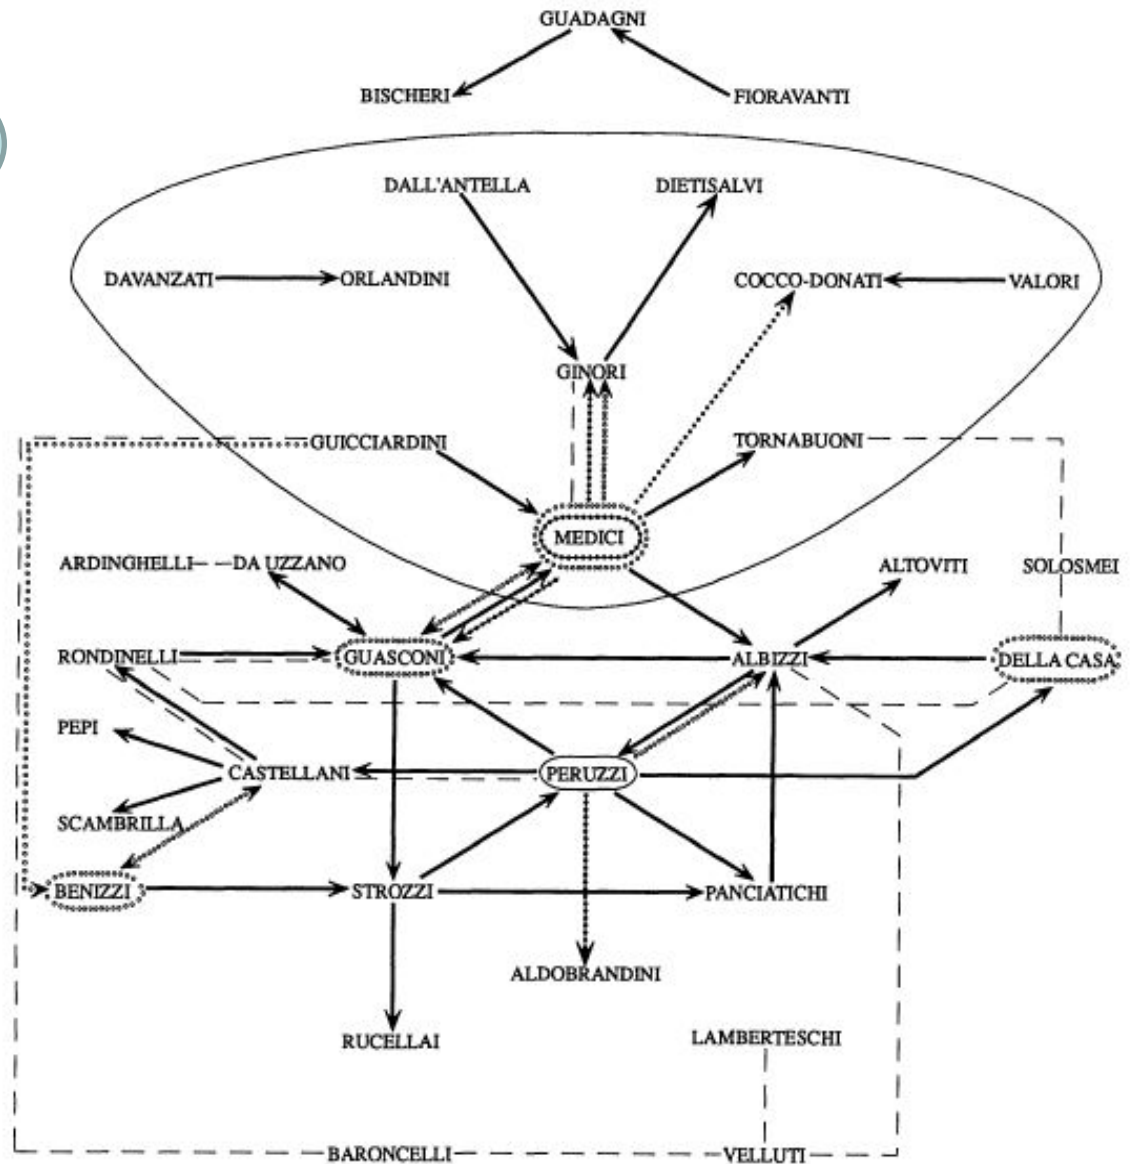 GUADAGNI
BISCHERI
FIORAVANTI
DALL'ANTELLA
DIETISALVI
DAVANZATI
ORLANDINI
COCCO-DONATI
VALORI
GINORI
GUICCIARDINI
TORNABUONI
MEDICI
ARDINGHELLI
DA UZZANO
ALTOVITI
SOLOSMEI
RONDINELLI
GUASCONI
ALBIZZI
DELLA CASA
PEPI
CASTELLANI
PERUZZI
SCAMBRILLA
BENIZZI
STROZZI
PANCIATICHI
ALDOBRANDINI
RUCELLAI
LAMBERTESCHI
BARONCELLI
VELLUTI